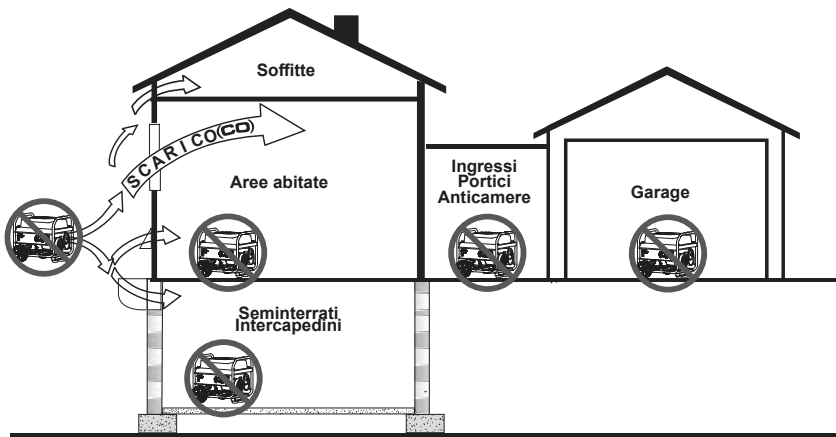 Soffitte
SCARICO(CO)
Aree abitate
Ingressi
Portici
Anticamere
Garage
Seminterrati
Intercapedini